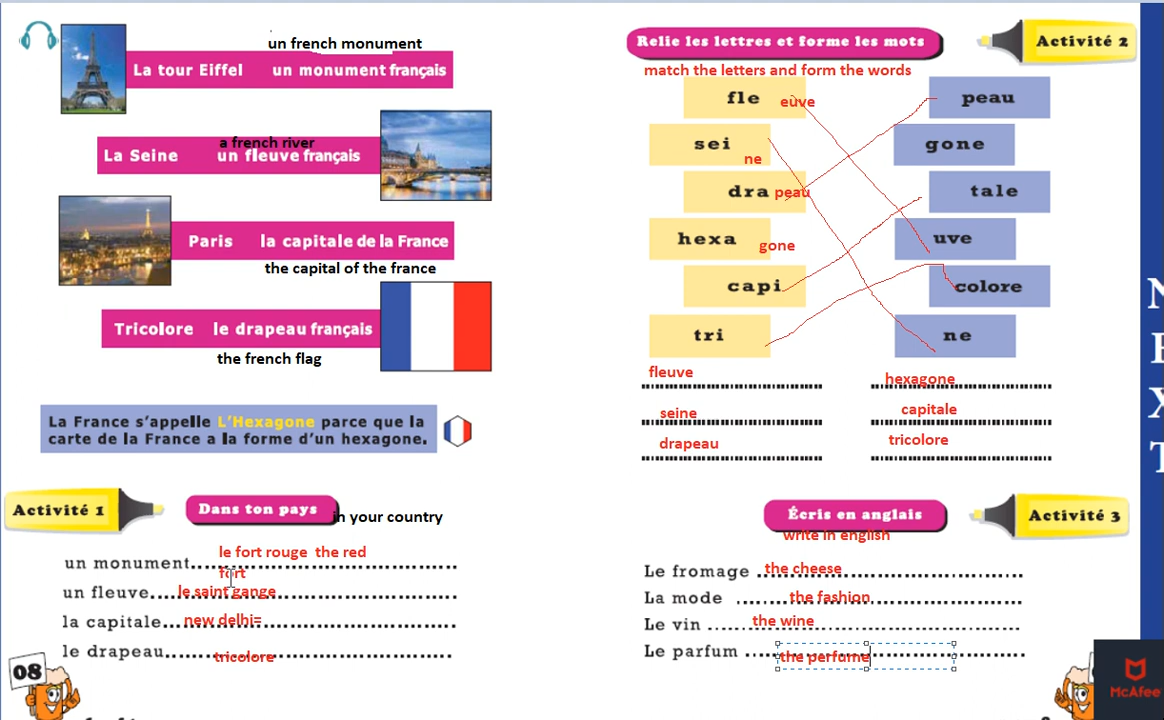 un french monument
La tour Eiffel un monument français
a french river
La Seine un fleuve français
Paris la capitale de la France
the capital of the france
Tricolore le drapeau français
the french flag
La France s'appelle L'Hexagone parce que la
carte de la France a la forme d'un hexagone.
Activité 1 Dans ton pays in your country
un monument le fort rouge the red
fort
un fleuve le saint gange
la capitale new delhi=
le drapeau tricolore
08
Relie les lettres et forme les mots Activité 2
match the letters and form the words
fle euve peau
sei ne gone
dra peau tale
hexa gone uve
capi colore
tri ne
fleuve hexagone
seine capitale
drapeau tricolore
Écris en anglais Activité 3
write in english
Le fromage the cheese
La mode the fashion
Le vin the wine
Le parfum the perfume
N
E
X
T
McAfee